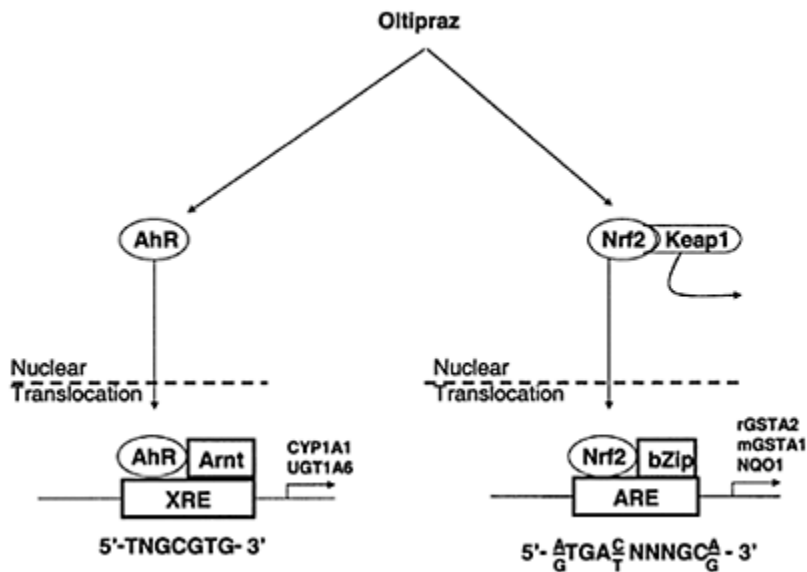 Oltipraz
AhR
Nrf2 Keap1
Nuclear
Translocation
Nuclear
Translocation
AhR Arnt
CYP1A1
UGT1A6
XRE
5'-TNGCGTG- 3'
rGSTA2
mGSTA1
NQO1
Nrf2 bZip
ARE
5'- A/G TGA C/T NNNGC A/G - 3'